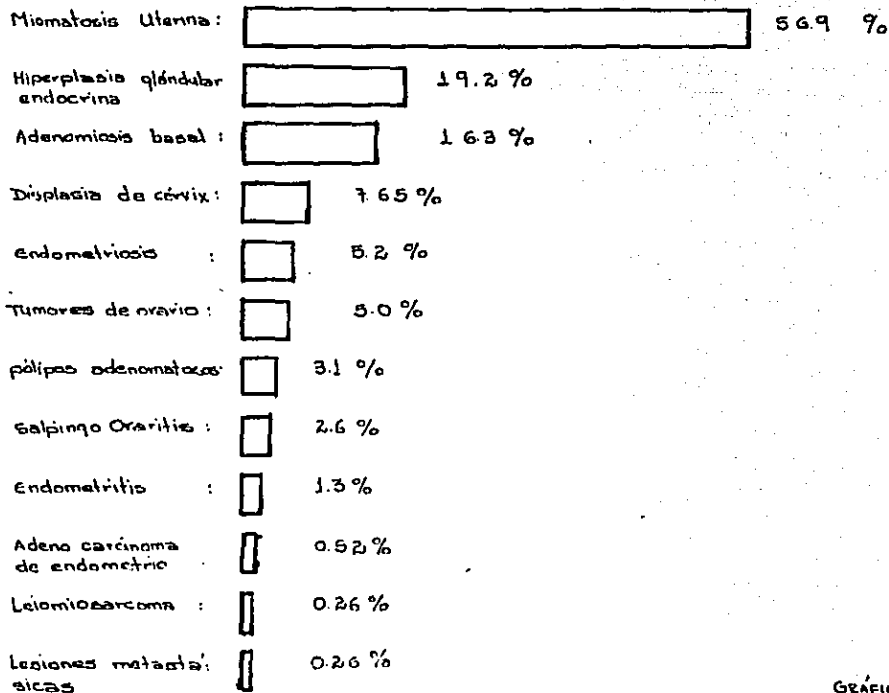 Miomatosis Uterina: 56.9 %
Hiperplasia glándular 19.2 %
endocrina
Adenomiosis basal: 16.3 %
Displasia de cérvix: 7.65 %
Endometriosis : 5.2 %
Tumores de ovario: 5.0 %
pólipos adenomatosos 3.1 %
Salpingo Ovaritis: 2.6 %
Endometritis : 1.3 %
Adeno carcinoma 0.52 %
de endometrio
Leiomiosarcoma : 0.26 %
Lesiones metastá: 0.26 %
sicas